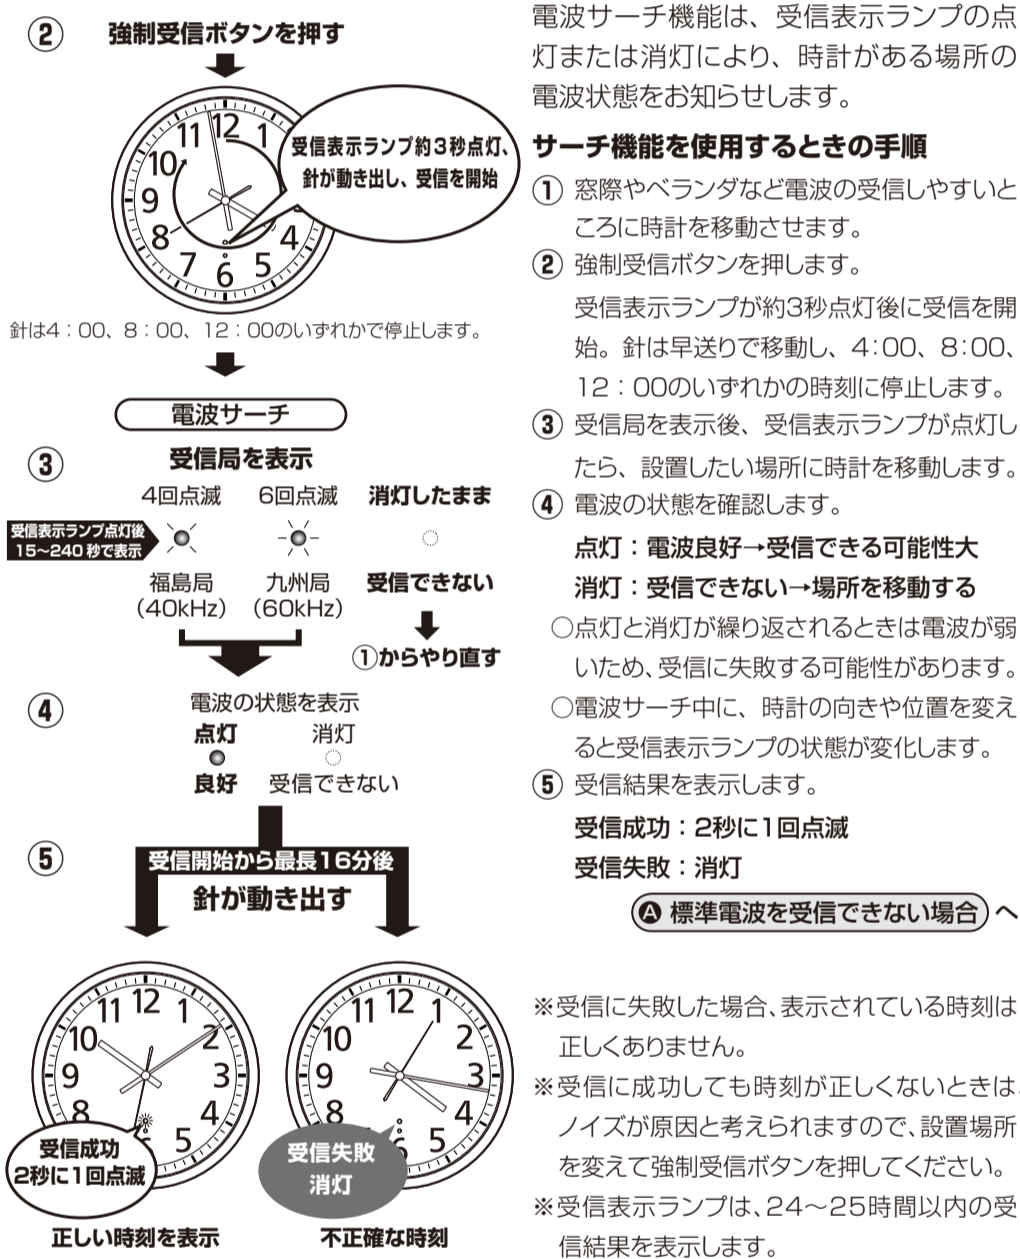 ② 強制受信ボタンを押す
11 12 1
10
9
8
7 6 5
4
受信表示ランプ約3秒点灯、
針が動き出し、受信を開始
針は4：00、8：00、12：00のいずれかで停止します。
電波サーチ
③ 受信局を表示
4回点滅 6回点滅 消灯したまま
受信表示ランプ点灯後
15〜240秒で表示
福島局 九州局 受信できない
(40kHz) (60kHz)
①からやり直す
④ 電波の状態を表示
点灯 消灯
良好 受信できない
⑤ 受信開始から最長16分後
針が動き出す
11 12 1
10 2
9 3
8 4
5
受信成功
2秒に1回点滅
正しい時刻を表示
11 12 1
10 2
9 3
8 4
6 5
受信失敗
消灯
不正確な時刻
電波サーチ機能は、受信表示ランプの点
灯または消灯により、時計がある場所の
電波状態をお知らせします。
サーチ機能を使用するときの手順
① 窓際やベランダなど電波の受信しやすいと
ころに時計を移動させます。
② 強制受信ボタンを押します。
受信表示ランプが約3秒点灯後に受信を開
始。針は早送りで移動し、4：00、8：00、
12：00のいずれかの時刻に停止します。
③ 受信局を表示後、受信表示ランプが点灯し
たら、設置したい場所に時計を移動します。
④ 電波の状態を確認します。
点灯：電波良好→受信できる可能性大
消灯：受信できない→場所を移動する
○点灯と消灯が繰り返されるときは電波が弱
いため、受信に失敗する可能性があります。
○電波サーチ中に、時計の向きや位置を変え
ると受信表示ランプの状態が変化します。
⑤ 受信結果を表示します。
受信成功：2秒に1回点滅
受信失敗：消灯
A 標準電波を受信できない場合 へ
※受信に失敗した場合、表示されている時刻は
正しくありません。
※受信に成功しても時刻が正しくないときは、
ノイズが原因と考えられますので、設置場所
を変えて強制受信ボタンを押してください。
※受信表示ランプは、24〜25時間以内の受
信結果を表示します。